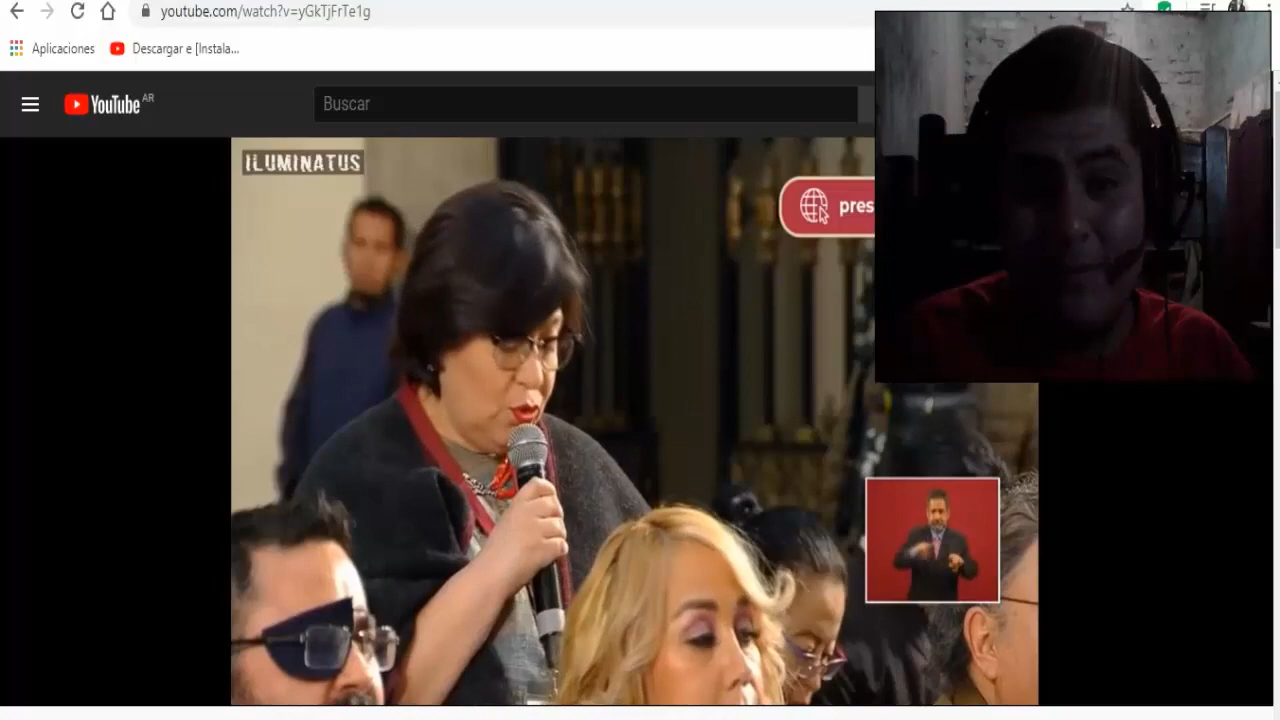 youtube.com/watch?v=yGkTjFrTe1g
Aplicaciones
Descargar e [Instala...
YouTube AR
Buscar
ILUMINATUS
pres